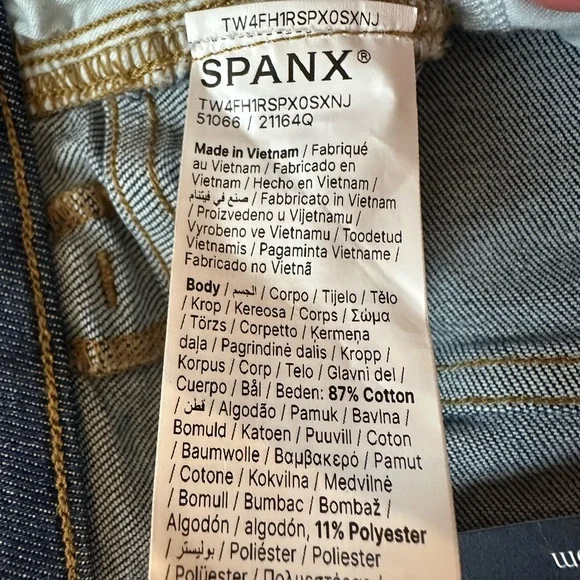 TW4FH1RSPX0SXNJ
SPANX®
TW4FH1RSPX0SXNJ
51066 / 21164Q
Made in Vietnam / Fabriqué
au Vietnam / Fabricado en
Vietnam / Hecho en Vietnam /
صنع في فيتنام / Fabbricato in Vietnam
/ Proizvedeno u Vijetnamu /
Vyrobeno ve Vietnamu / Toodetud
Vietnamis / Pagaminta Vietname /
Fabricado no Vietnã
Body / الجسم / Corpo / Tijelo / Tělo
/ Krop / Kereosa / Corps / Σώμα
/ Törzs / Corpetto / Ķermeņa
daļa / Pagrindinė dalis / Kropp /
Korpus / Corp / Telo / Glavni del /
Cuerpo / Bål / Beden: 87% Cotton
/ قطن / Algodão / Pamuk / Bavlna /
Bomuld / Katoen / Puuvill / Coton
/ Baumwolle / Βαμβακερό / Pamut
/ Cotone / Kokvilna / Medvilnė
/ Bomull / Bumbac / Bombaž /
Algodón / algodón, 11% Polyester
/ بوليستر / Poliéster / Poliester /
Polüester / Πολυεστέρας /